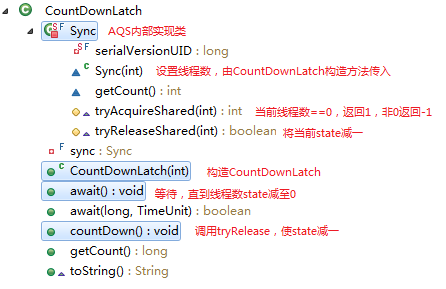 CountDownLatch
Sync AQS内部实现类
serialVersionUID : long
Sync(int) 设置线程数，由CountDownLatch构造方法传入
getCount() : int
tryAcquireShared(int) : int 当前线程数==0，返回1，非0返回-1
tryReleaseShared(int) : boolean 将当前state减一
sync : Sync
CountDownLatch(int) 构造CountDownLatch
await() : void 等待，直到线程数state减至0
await(long, TimeUnit) : boolean
countDown() : void 调用tryRelease，使state减一
getCount() : long
toString() : String